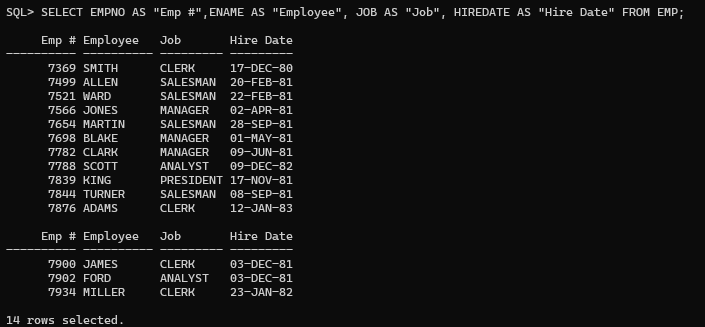 SQL> SELECT EMPNO AS "Emp #",ENAME AS "Employee", JOB AS "Job", HIREDATE AS "Hire Date" FROM EMP;
     Emp # Employee   Job       Hire Date
---------- ---------- --------- ---------
      7369 SMITH      CLERK     17-DEC-80
      7499 ALLEN      SALESMAN  20-FEB-81
      7521 WARD       SALESMAN  22-FEB-81
      7566 JONES      MANAGER   02-APR-81
      7654 MARTIN     SALESMAN  28-SEP-81
      7698 BLAKE      MANAGER   01-MAY-81
      7782 CLARK      MANAGER   09-JUN-81
      7788 SCOTT      ANALYST   09-DEC-82
      7839 KING       PRESIDENT 17-NOV-81
      7844 TURNER     SALESMAN  08-SEP-81
      7876 ADAMS      CLERK     12-JAN-83
     Emp # Employee   Job       Hire Date
---------- ---------- --------- ---------
      7900 JAMES      CLERK     03-DEC-81
      7902 FORD       ANALYST   03-DEC-81
      7934 MILLER     CLERK     23-JAN-82
14 rows selected.